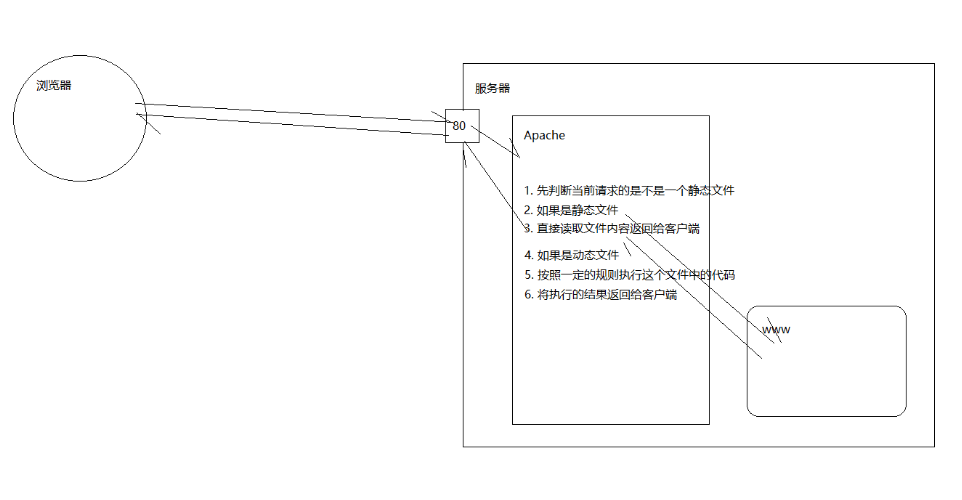 浏览器
服务器
80
Apache
1. 先判断当前请求的是不是一个静态文件
2. 如果是静态文件
3. 直接读取文件内容返回给客户端
4. 如果是动态文件
5. 按照一定的规则执行这个文件中的代码
6. 将执行的结果返回给客户端
www